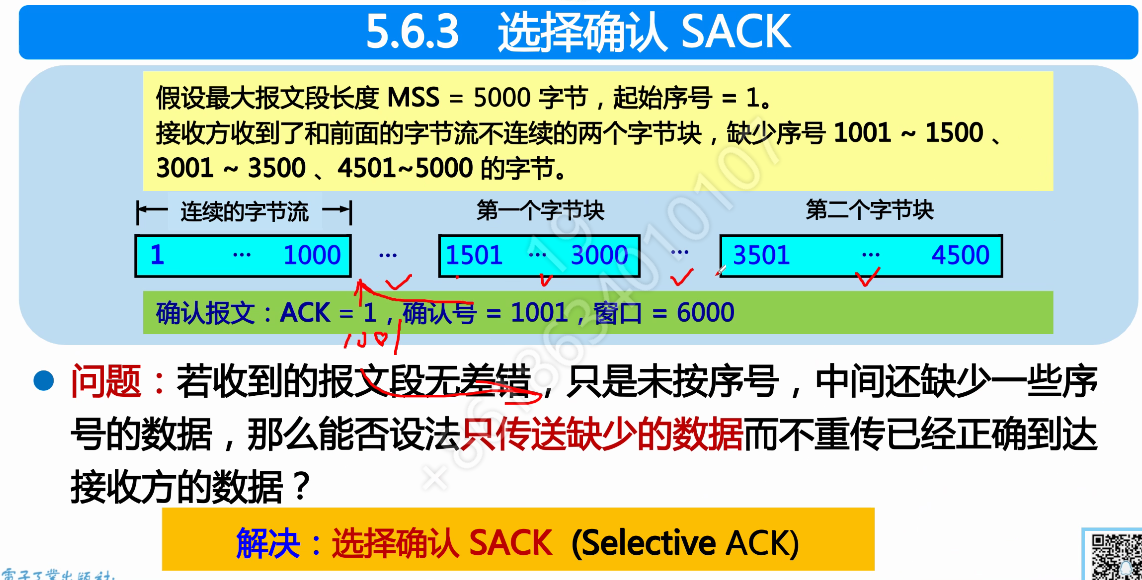 5.6.3 选择确认 SACK
假设最大报文段长度 MSS = 5000 字节，起始序号 = 1。
接收方收到了和前面的字节流不连续的两个字节块，缺少序号 1001 ~ 1500 、
3001 ~ 3500 、4501~5000 的字节。
连续的字节流 第一个字节块 第二个字节块
1 … 1000 … 1501 … 3000 … 3501 … 4500
确认报文：ACK = 1，确认号 = 1001，窗口 = 6000
1001
问题：若收到的报文段无差错，只是未按序号，中间还缺少一些序
号的数据，那么能否设法只传送缺少的数据而不重传已经正确到达
接收方的数据？
解决：选择确认 SACK (Selective ACK)